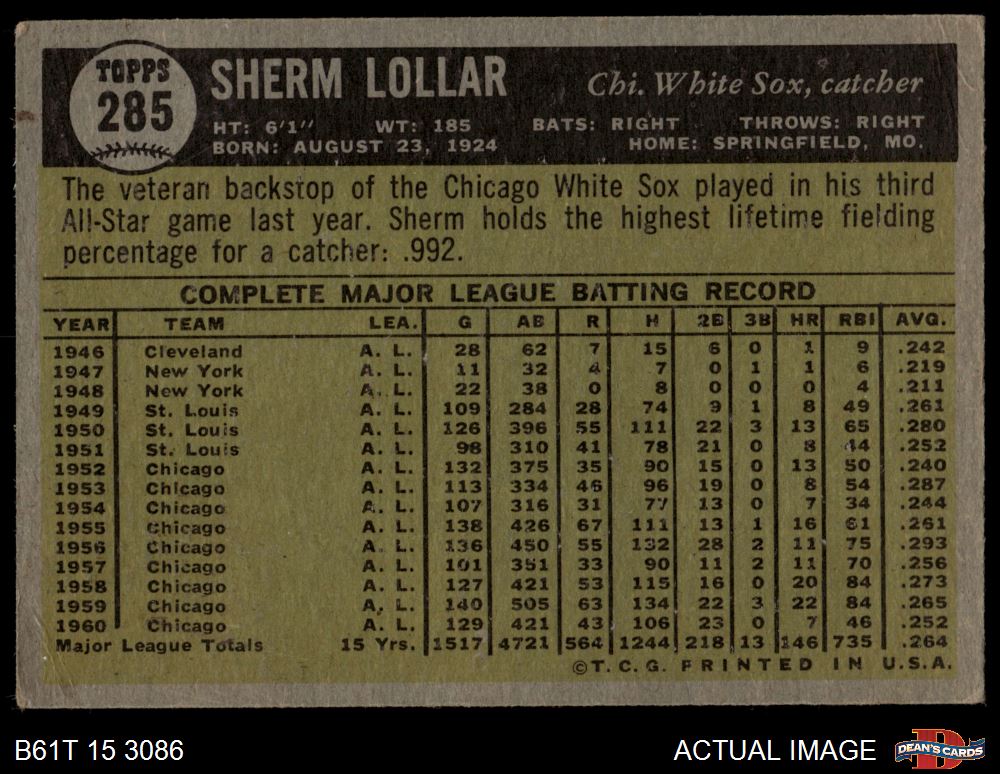 TOPPS
285
SHERM LOLLAR
Chi. White Sox, catcher
HT: 6'1" WT: 185 BATS: RIGHT THROWS: RIGHT
BORN: AUGUST 23, 1924 HOME: SPRINGFIELD, MO.
The veteran backstop of the Chicago White Sox played in his third
All-Star game last year. Sherm holds the highest lifetime fielding
percentage for a catcher: .992.
COMPLETE MAJOR LEAGUE BATTING RECORD
YEAR TEAM LEA. G AB R H 2B 3B HR RBI AVG.
1946 Cleveland A. L. 28 62 7 15 6 0 1 9 .242
1947 New York A. L. 11 32 4 7 0 1 1 6 .219
1948 New York A. L. 22 38 0 8 0 0 0 4 .211
1949 St. Louis A. L. 109 284 28 74 9 1 8 49 .261
1950 St. Louis A. L. 126 396 55 111 22 3 13 65 .280
1951 St. Louis A. L. 98 310 41 78 21 0 8 44 .252
1952 Chicago A. L. 132 375 35 90 15 0 13 50 .240
1953 Chicago A. L. 113 334 46 96 19 0 8 54 .287
1954 Chicago A. L. 107 316 31 77 13 0 7 34 .244
1955 Chicago A. L. 138 426 67 111 13 1 16 61 .261
1956 Chicago A. L. 136 450 55 132 28 2 11 75 .293
1957 Chicago A. L. 101 351 33 90 11 2 11 70 .256
1958 Chicago A. L. 127 421 53 115 16 0 20 84 .273
1959 Chicago A. L. 140 505 63 134 22 3 22 84 .265
1960 Chicago A. L. 129 421 43 106 23 0 7 46 .252
Major League Totals 15 Yrs. 1517 4721 564 1244 218 13 146 735 .264
©T.C.G. PRINTED IN U.S.A.
B61T 15 3086
ACTUAL IMAGE
D
DEAN'S CARDS